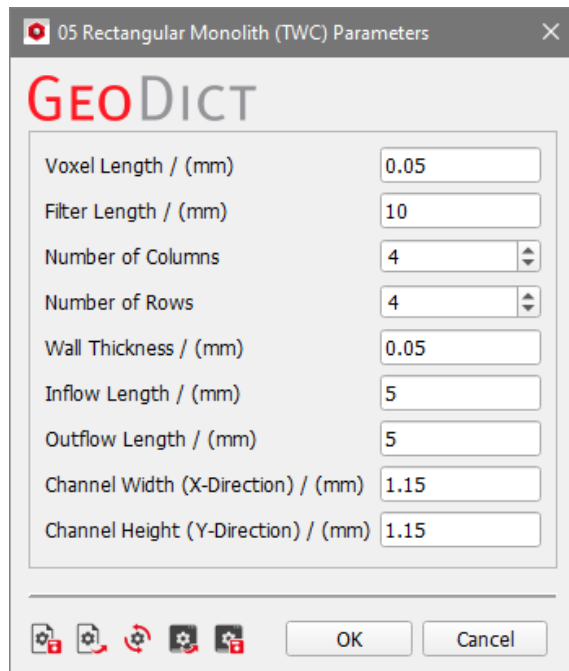 05 Rectangular Monolith (TWC) Parameters
GEODICT
Voxel Length / (mm) 0.05
Filter Length / (mm) 10
Number of Columns 4
Number of Rows 4
Wall Thickness / (mm) 0.05
Inflow Length / (mm) 5
Outflow Length / (mm) 5
Channel Width (X-Direction) / (mm) 1.15
Channel Height (Y-Direction) / (mm) 1.15
OK Cancel